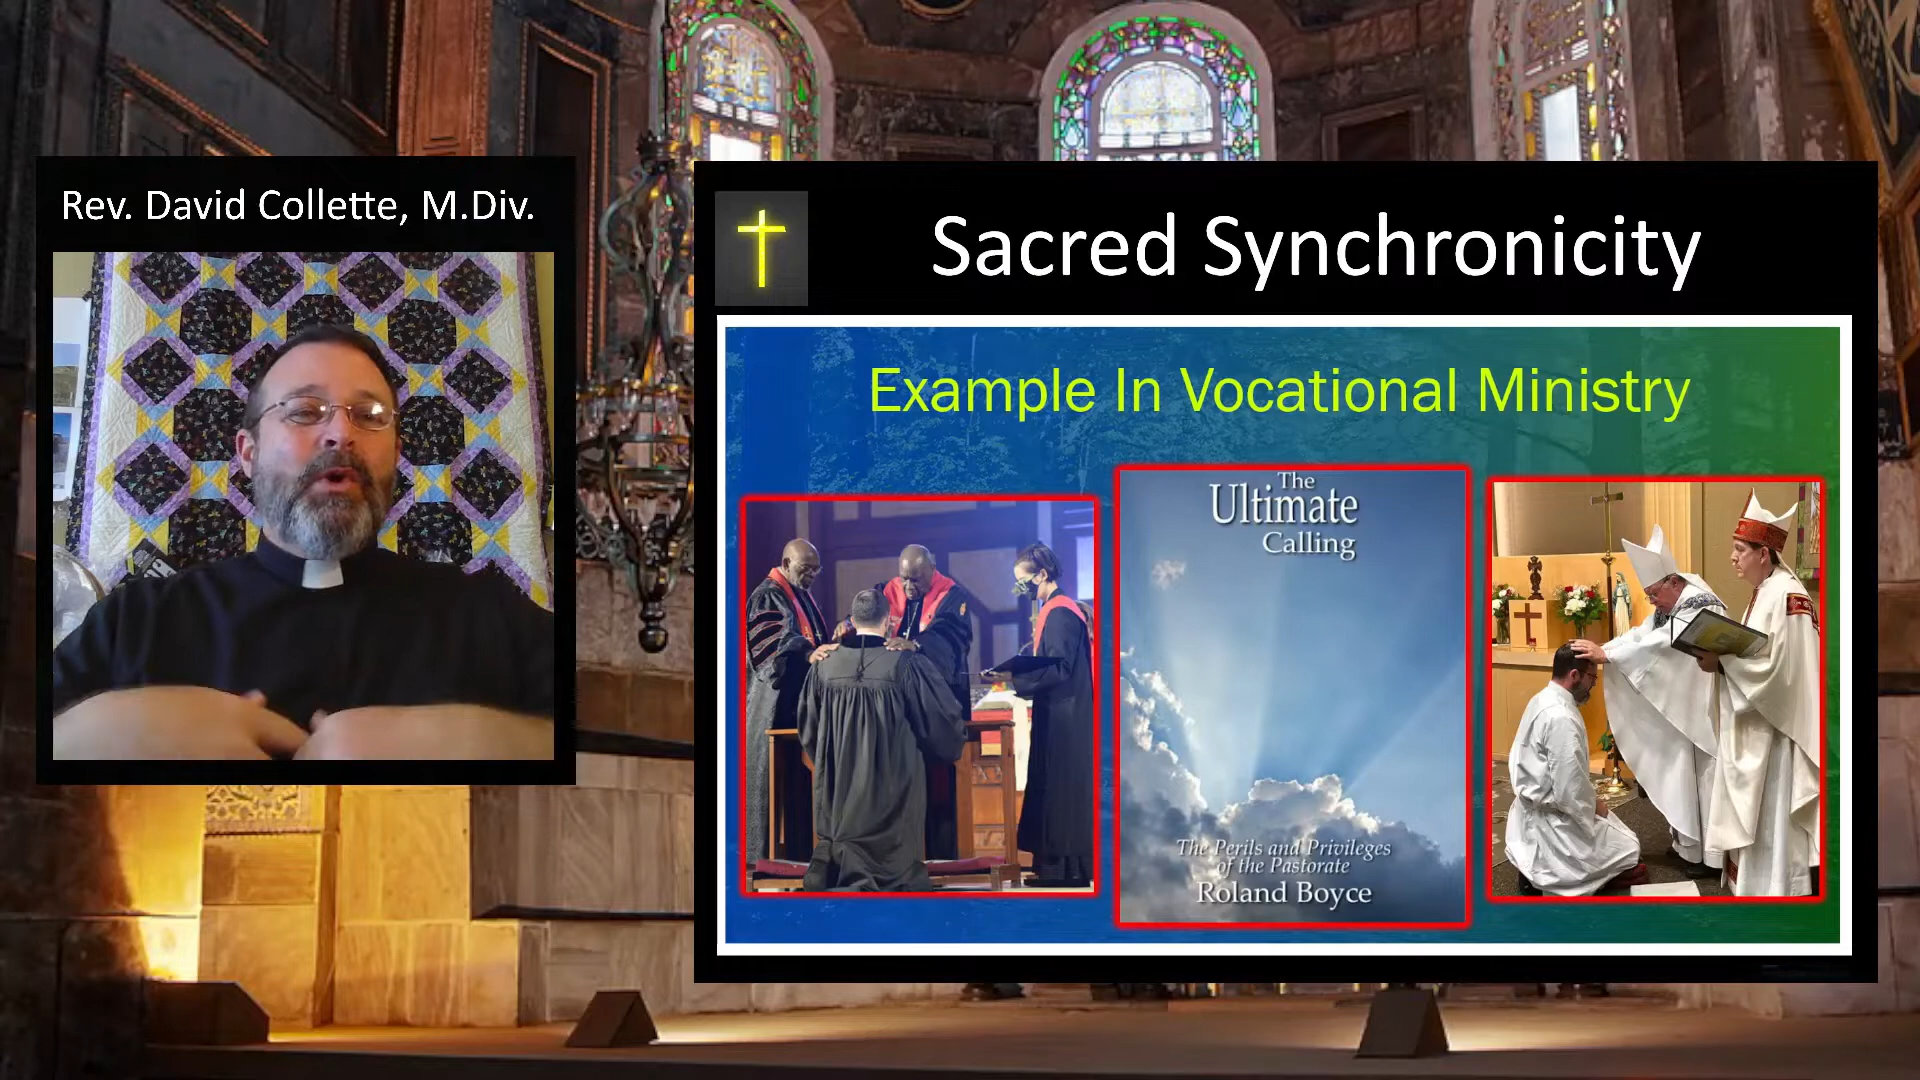 Rev. David Collette, M.Div.
Sacred Synchronicity
Example In Vocational Ministry
The
Ultimate
Calling
The Perils and Privileges
of the Pastorate
Roland Boyce